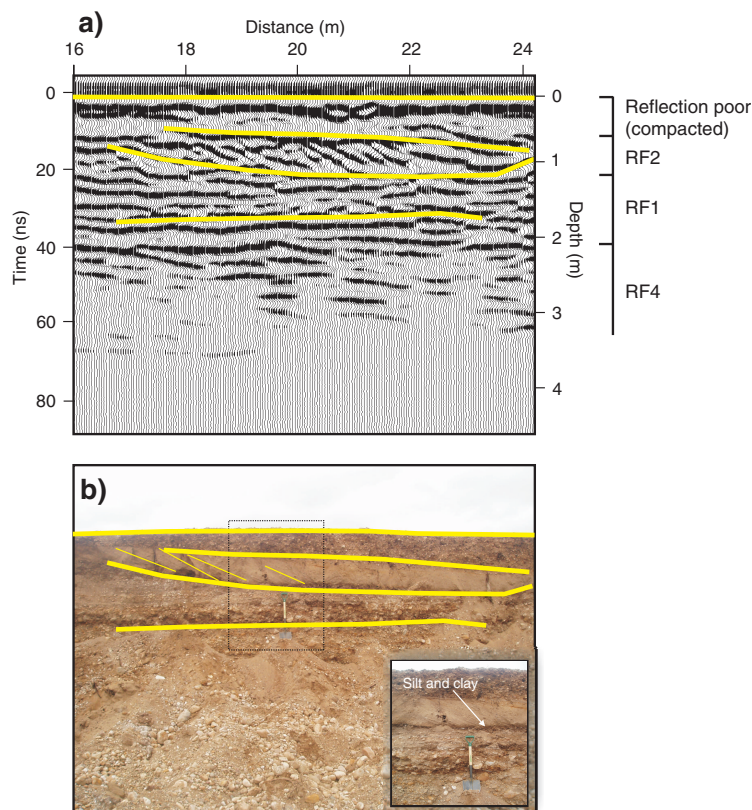 a)
Distance (m)
16 18 20 22 24
0
20
40
60
80
Time (ns)
0
1
2
3
4
Depth (m)
Reflection poor
(compacted)
RF2
RF1
RF4
b)
Silt and clay